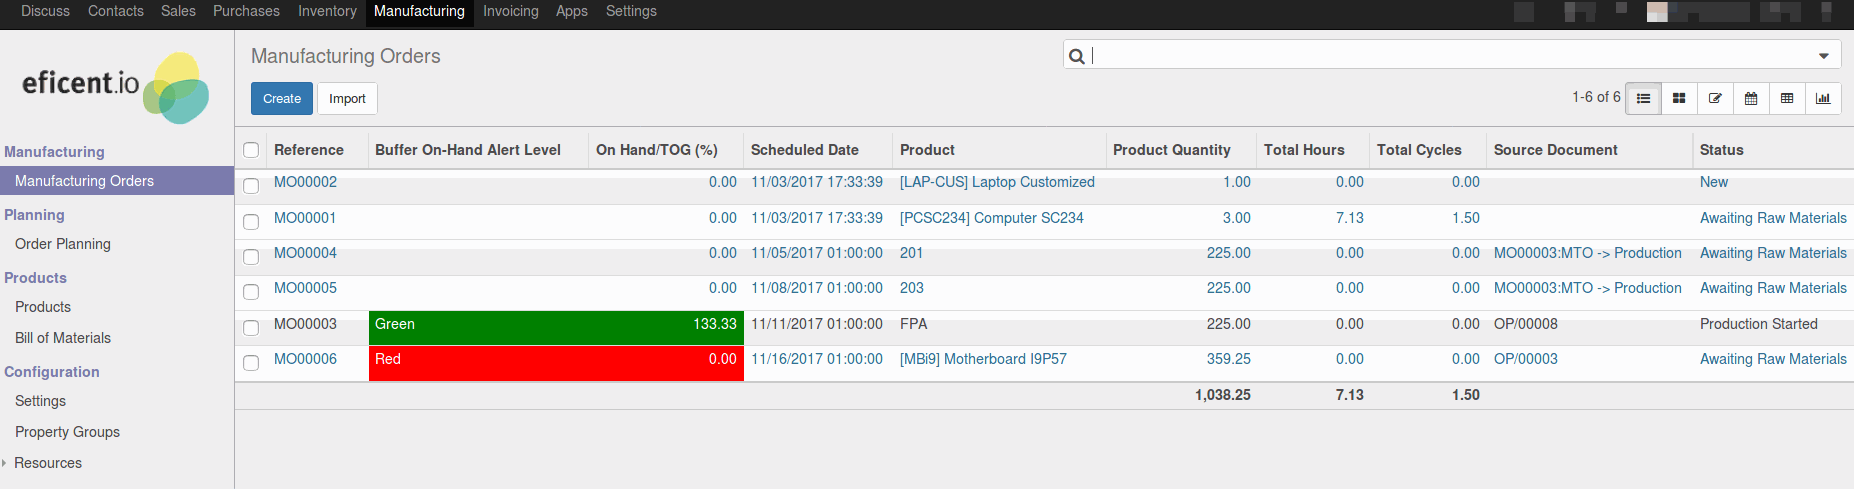 Discuss Contacts Sales Purchases Inventory Manufacturing Invoicing Apps Settings
eficent.io
Manufacturing
Manufacturing Orders
Planning
Order Planning
Products
Products
Bill of Materials
Configuration
Settings
Property Groups
Resources
Manufacturing Orders
Create Import
1-6 of 6
Reference Buffer On-Hand Alert Level On Hand/TOG (%) Scheduled Date Product Product Quantity Total Hours Total Cycles Source Document Status
MO00002 0.00 11/03/2017 17:33:39 [LAP-CUS] Laptop Customized 1.00 0.00 0.00 New
MO00001 0.00 11/03/2017 17:33:39 [PCSC234] Computer SC234 3.00 7.13 1.50 Awaiting Raw Materials
MO00004 0.00 11/05/2017 01:00:00 201 225.00 0.00 0.00 MO00003:MTO -> Production Awaiting Raw Materials
MO00005 0.00 11/08/2017 01:00:00 203 225.00 0.00 0.00 MO00003:MTO -> Production Awaiting Raw Materials
MO00003 Green 133.33 11/11/2017 01:00:00 FPA 225.00 0.00 0.00 OP/00008 Production Started
MO00006 Red 0.00 11/16/2017 01:00:00 [MBi9] Motherboard I9P57 359.25 0.00 0.00 OP/00003 Awaiting Raw Materials
1,038.25 7.13 1.50